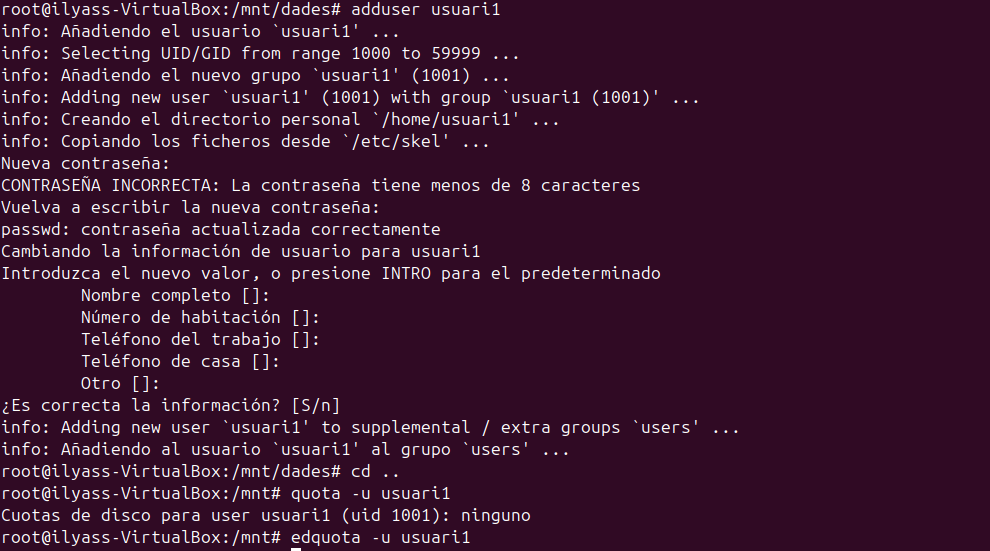 root@ilyass-VirtualBox:/mnt/dades# adduser usuari1
info: Añadiendo el usuario `usuari1' ...
info: Selecting UID/GID from range 1000 to 59999 ...
info: Añadiendo el nuevo grupo `usuari1' (1001) ...
info: Adding new user `usuari1' (1001) with group `usuari1 (1001)' ...
info: Creando el directorio personal `/home/usuari1' ...
info: Copiando los ficheros desde `/etc/skel' ...
Nueva contraseña:
CONTRASEÑA INCORRECTA: La contraseña tiene menos de 8 caracteres
Vuelva a escribir la nueva contraseña:
passwd: contraseña actualizada correctamente
Cambiando la información de usuario para usuari1
Introduzca el nuevo valor, o presione INTRO para el predeterminado
        Nombre completo []:
        Número de habitación []:
        Teléfono del trabajo []:
        Teléfono de casa []:
        Otro []:
¿Es correcta la información? [S/n]
info: Adding new user `usuari1' to supplemental / extra groups `users' ...
info: Añadiendo al usuario `usuari1' al grupo `users' ...
root@ilyass-VirtualBox:/mnt/dades# cd ..
root@ilyass-VirtualBox:/mnt# quota -u usuari1
Cuotas de disco para user usuari1 (uid 1001): ninguno
root@ilyass-VirtualBox:/mnt# edquota -u usuari1